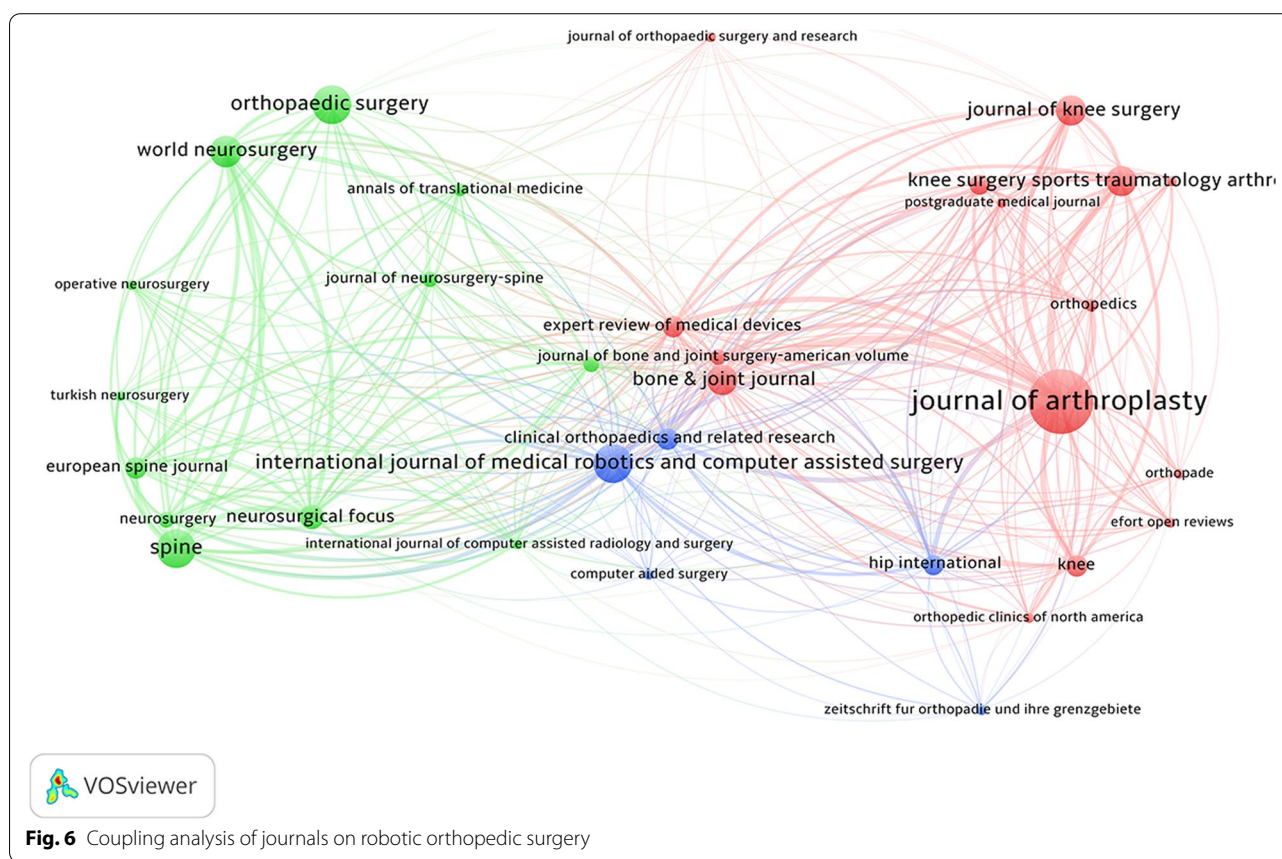 journal of orthopaedic surgery and research
orthopaedic surgery
journal of knee surgery
world neurosurgery
knee surgery sports traumatology arthr
annals of translational medicine
postgraduate medical journal
journal of neurosurgery-spine
operative neurosurgery
orthopedics
expert review of medical devices
journal of bone and joint surgery-american volume
bone & joint journal
turkish neurosurgery
journal of arthroplasty
clinical orthopaedics and related research
european spine journal
international journal of medical robotics and computer assisted surgery
orthopade
neurosurgery
neurosurgical focus
efort open reviews
spine
international journal of computer assisted radiology and surgery
hip international
knee
computer aided surgery
orthopedic clinics of north america
zeitschrift fur orthopadie und ihre grenzgebiete
VOSviewer
Fig. 6 Coupling analysis of journals on robotic orthopedic surgery